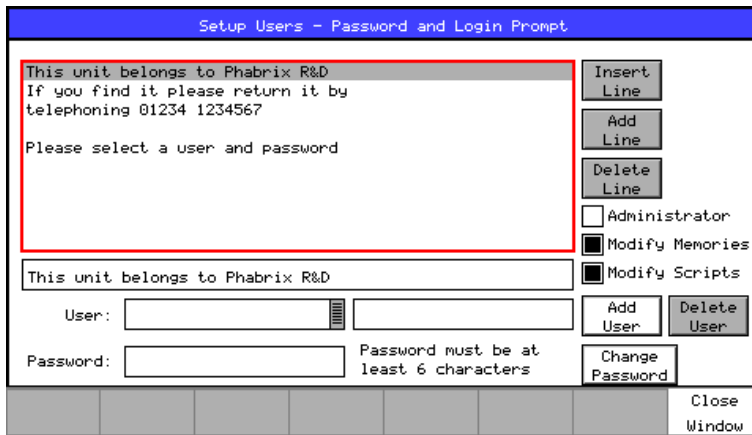 Setup Users - Password and Login Prompt
This unit belongs to Phabrix R&D
If you find it please return it by
telephoning 01234 1234567
Please select a user and password
Insert
Line
Add
Line
Delete
Line
Administrator
Modify Memories
Modify Scripts
This unit belongs to Phabrix R&D
User:
Add
User
Delete
User
Password:
Password must be at
least 6 characters
Change
Password
Close
Window